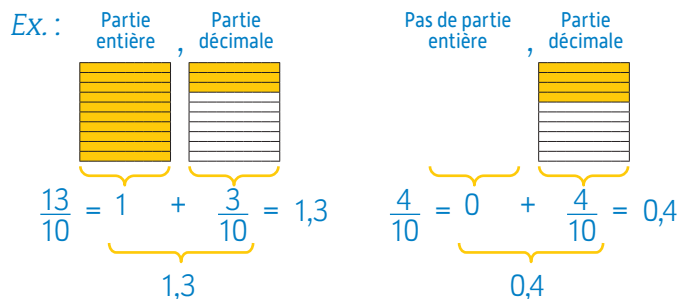 Ex. :
Partie entière , Partie décimale
13/10 = 1 + 3/10 = 1,3
1,3
Pas de partie entière , Partie décimale
4/10 = 0 + 4/10 = 0,4
0,4